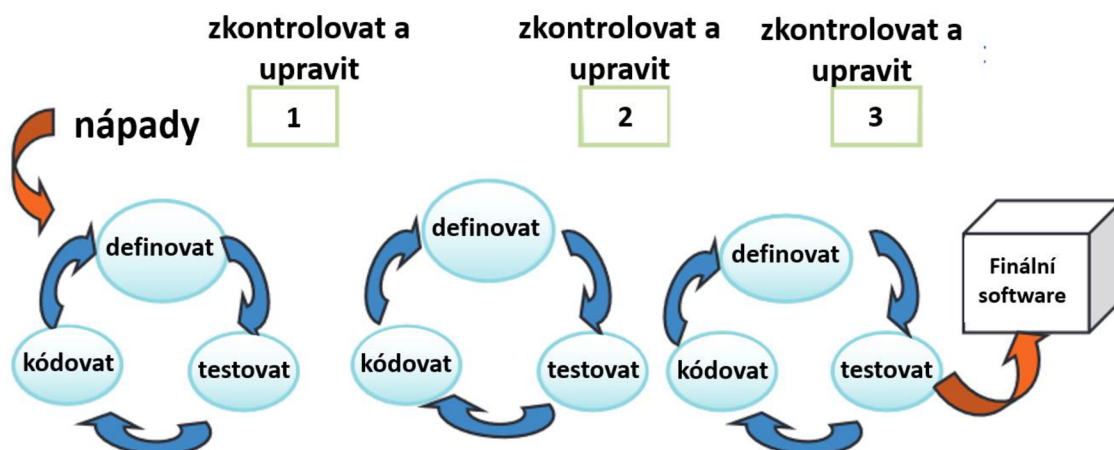 zkontrolovat a
upravit
1
zkontrolovat a
upravit
2
zkontrolovat a
upravit
3
nápady
definovat
kódovat
testovat
definovat
kódovat
testovat
definovat
kódovat
testovat
Finální
software